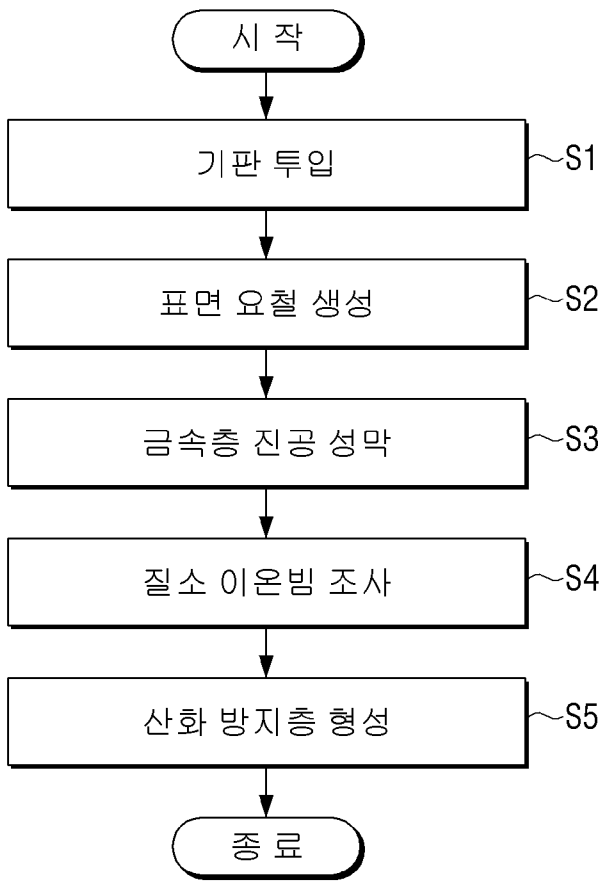 시 작
기판 투입
S1
표면 요철 생성
S2
금속층 진공 성막
S3
질소 이온빔 조사
S4
산화 방지층 형성
S5
종 료